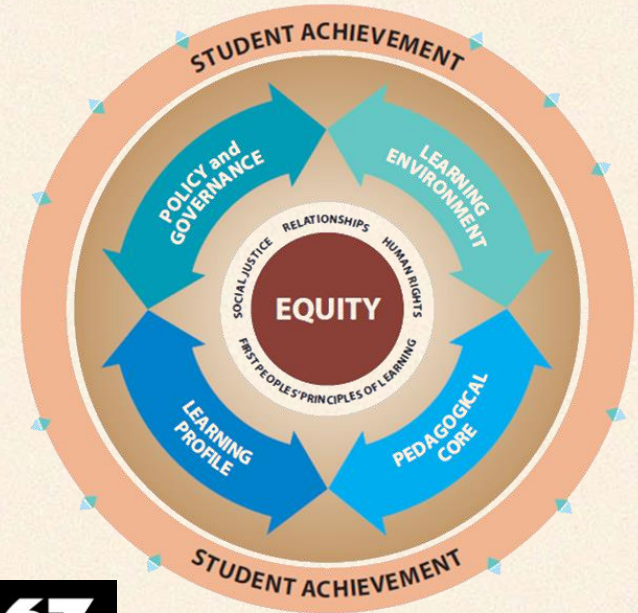 STUDENT ACHIEVEMENT
POLICY and
GOVERNANCE
LEARNING
ENVIRONMENT
SOCIAL JUSTICE
RELATIONSHIPS
HUMAN RIGHTS
EQUITY
FIRST PEOPLES' PRINCIPLES OF LEARNING
LEARNING
PROFILE
PEDAGOGICAL
CORE
STUDENT ACHIEVEMENT
67